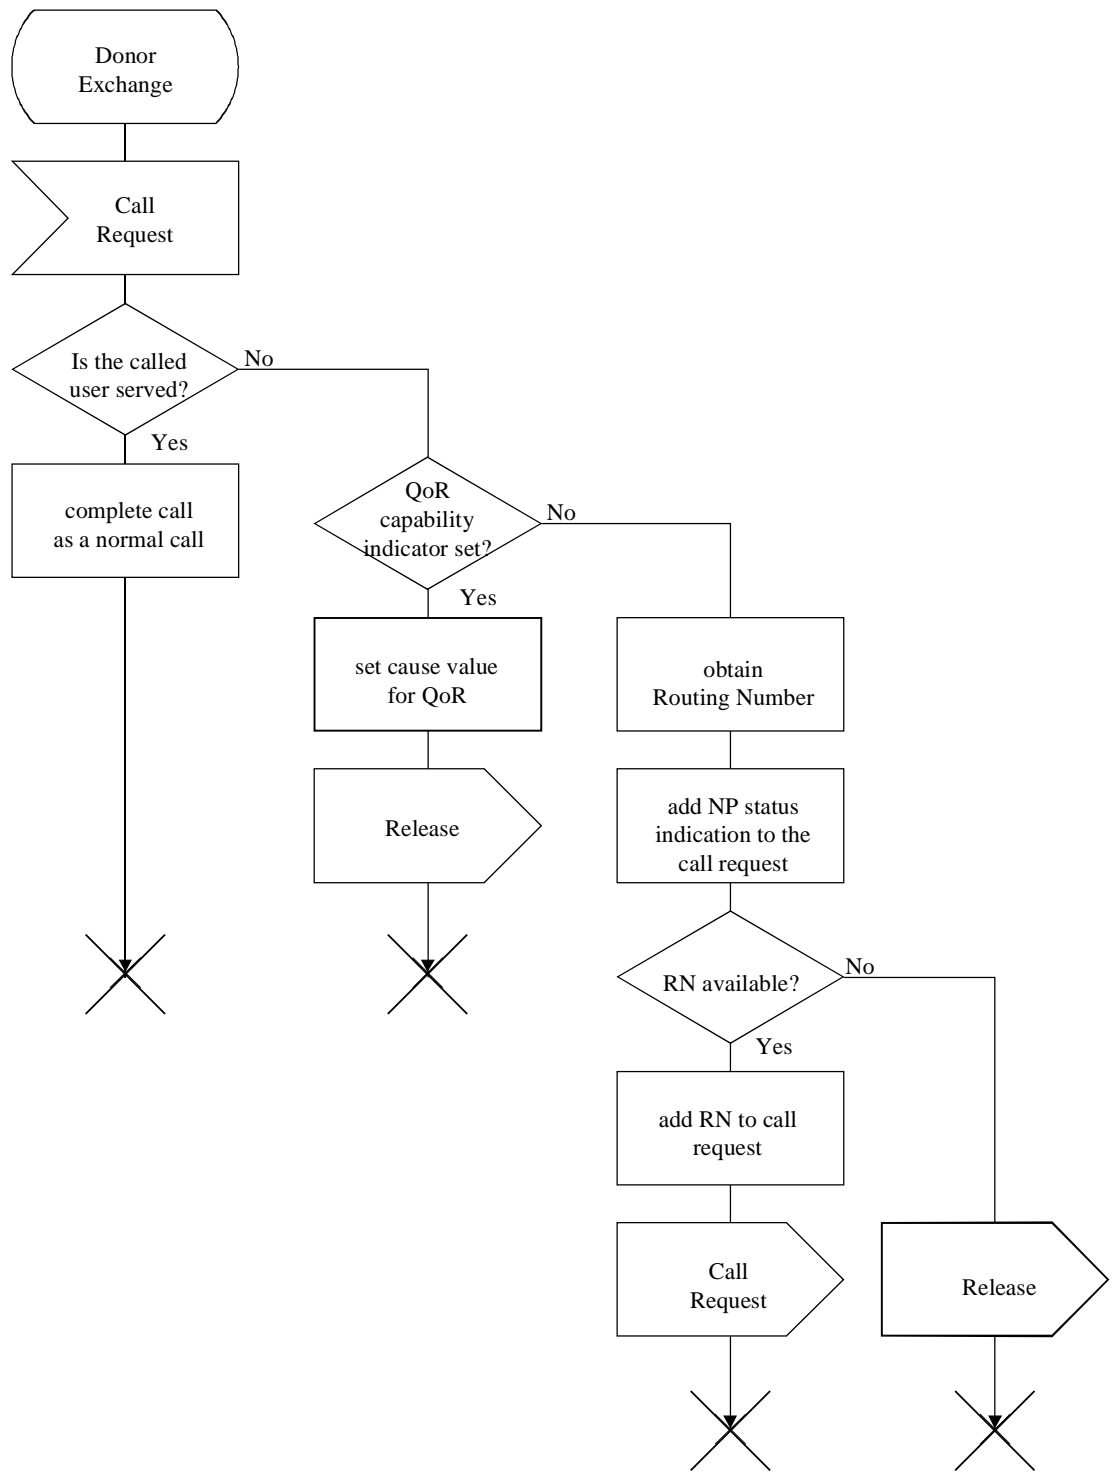 Donor
Exchange
Call
Request
Is the called
user served?
No
Yes
complete call
as a normal call
QoR
capability
indicator set?
No
Yes
set cause value
for QoR
obtain
Routing Number
Release
add NP status
indication to the
call request
RN available?
No
Yes
add RN to call
request
Call
Request
Release